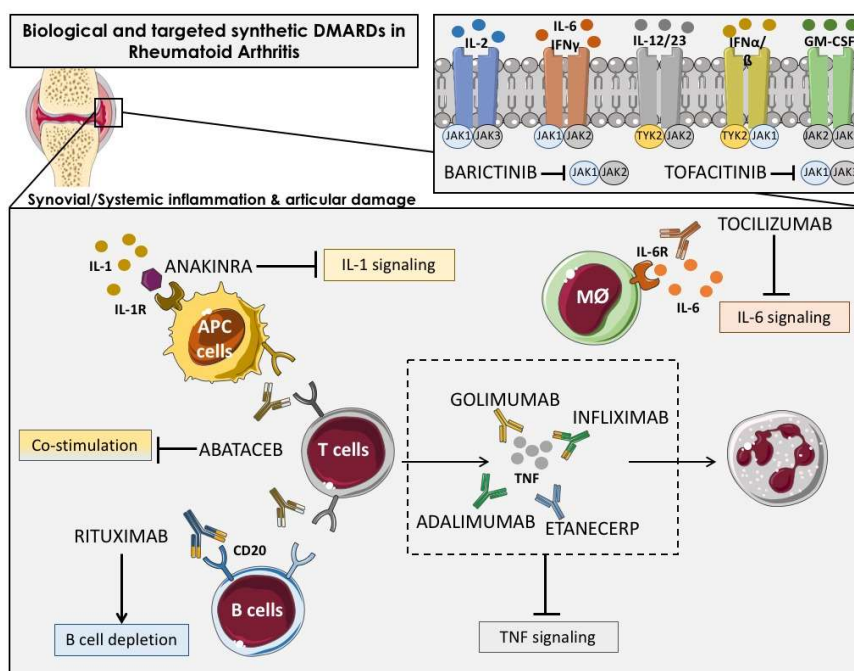 Biological and targeted synthetic DMARDs in
Rheumatoid Arthritis
IL-2
IL-6
IFNγ
IL-12/23
IFNα/
ß
GM-CSF
JAK1
JAK3
JAK1
JAK2
TYK2
JAK2
TYK2
JAK1
JAK2
BARICTINIB
JAK1
JAK2
TOFACITINIB
JAK1
Synovial/Systemic inflammation & articular damage
IL-1
ANAKINRA
IL-1 signaling
IL-1R
APC
cells
TOCILIZUMAB
IL-6R
MØ
IL-6
IL-6 signaling
Co-stimulation
ABATACEB
T cells
GOLIMUMAB
INFLIXIMAB
TNF
ADALIMUMAB
ETANECERP
RITUXIMAB
CD20
B cells
B cell depletion
TNF signaling